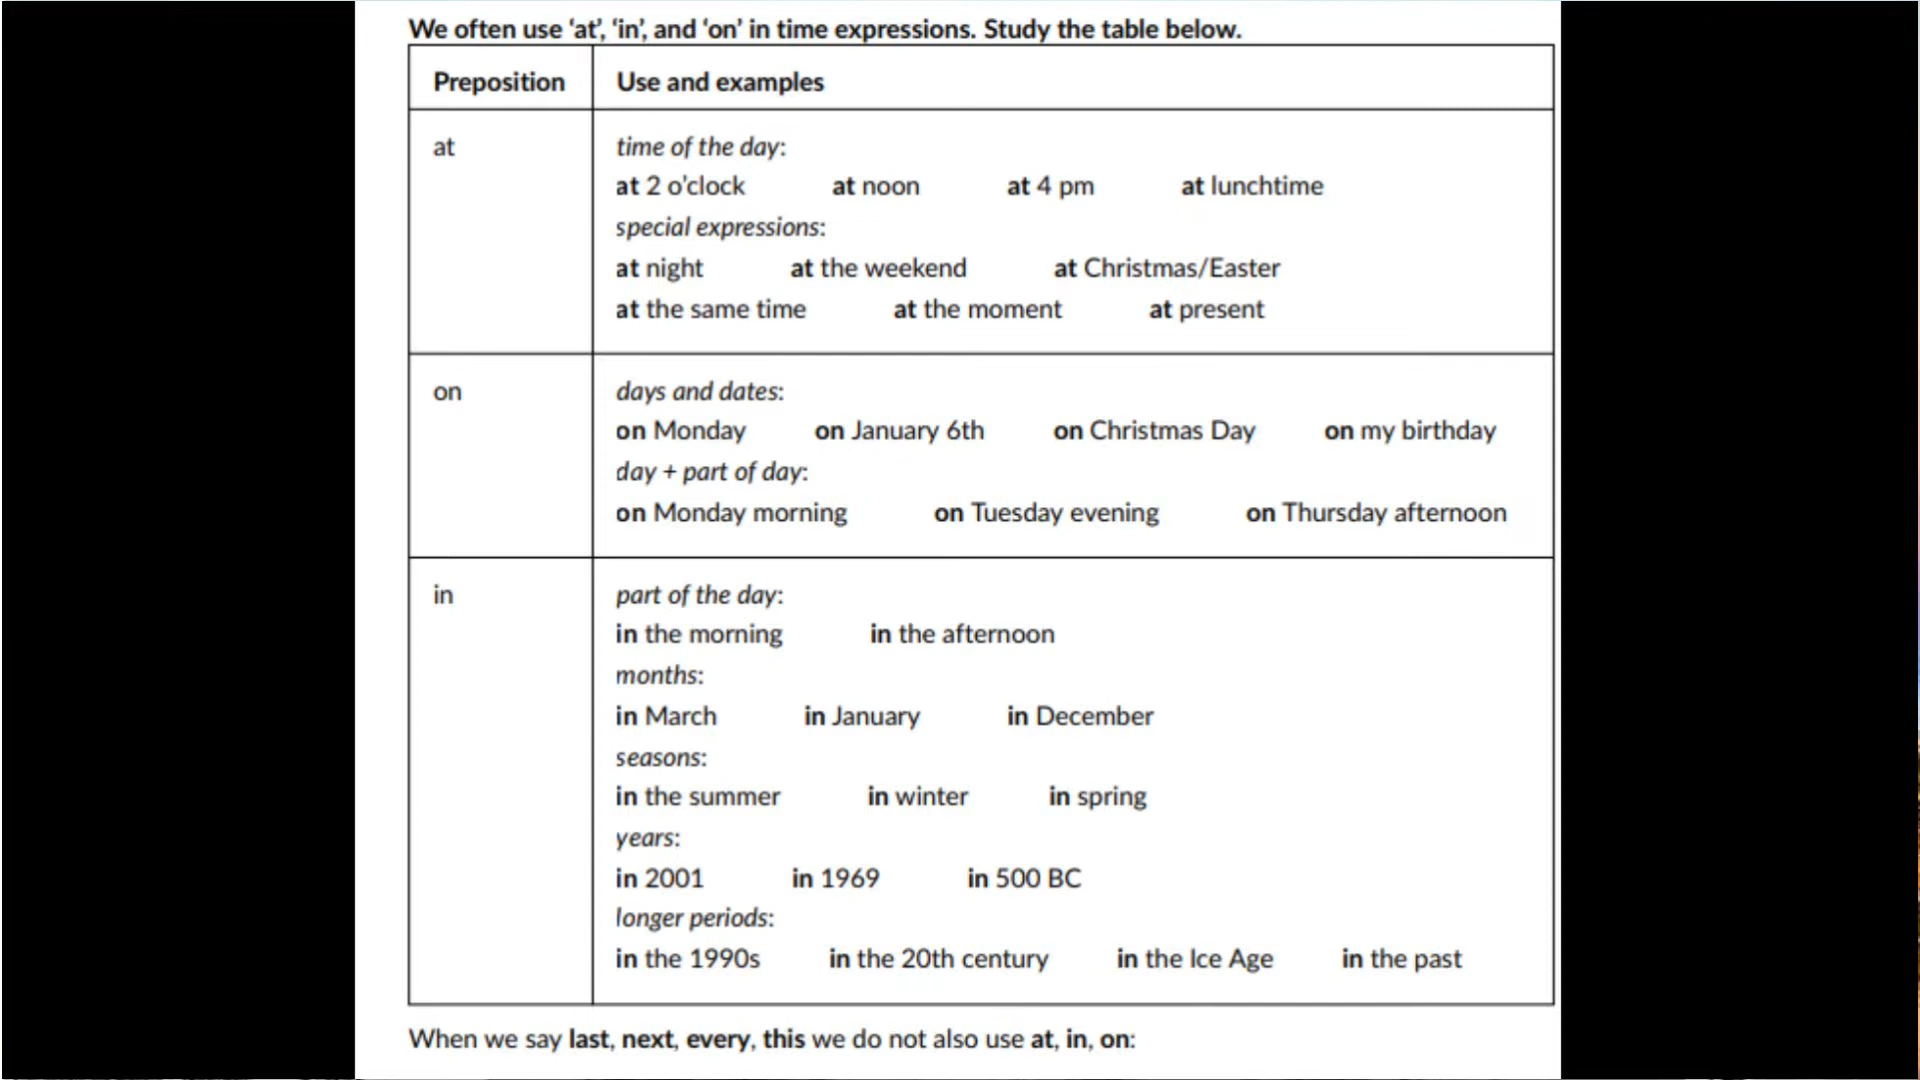 We often use ‘at’, ‘in’, and ‘on’ in time expressions. Study the table below.
Preposition Use and examples
at time of the day:
at 2 o’clock at noon at 4 pm at lunchtime
special expressions:
at night at the weekend at Christmas/Easter
at the same time at the moment at present
on days and dates:
on Monday on January 6th on Christmas Day on my birthday
day + part of day:
on Monday morning on Tuesday evening on Thursday afternoon
in part of the day:
in the morning in the afternoon
months:
in March in January in December
seasons:
in the summer in winter in spring
years:
in 2001 in 1969 in 500 BC
longer periods:
in the 1990s in the 20th century in the Ice Age in the past
When we say last, next, every, this we do not also use at, in, on: